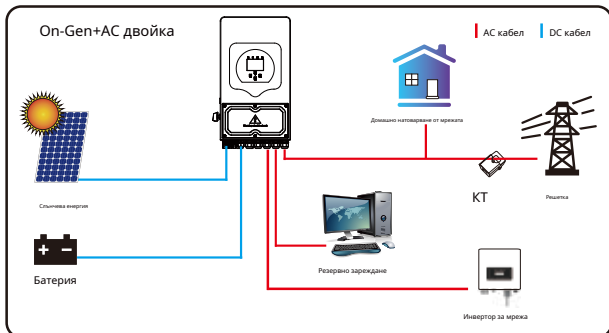 On-Gen+AC двойка
AC кабел
DC кабел
Домашно натоварване от мрежата
КТ
Решетка
Слънчева енергия
Резервно зареждане
Батерия
Инвертор за мрежа